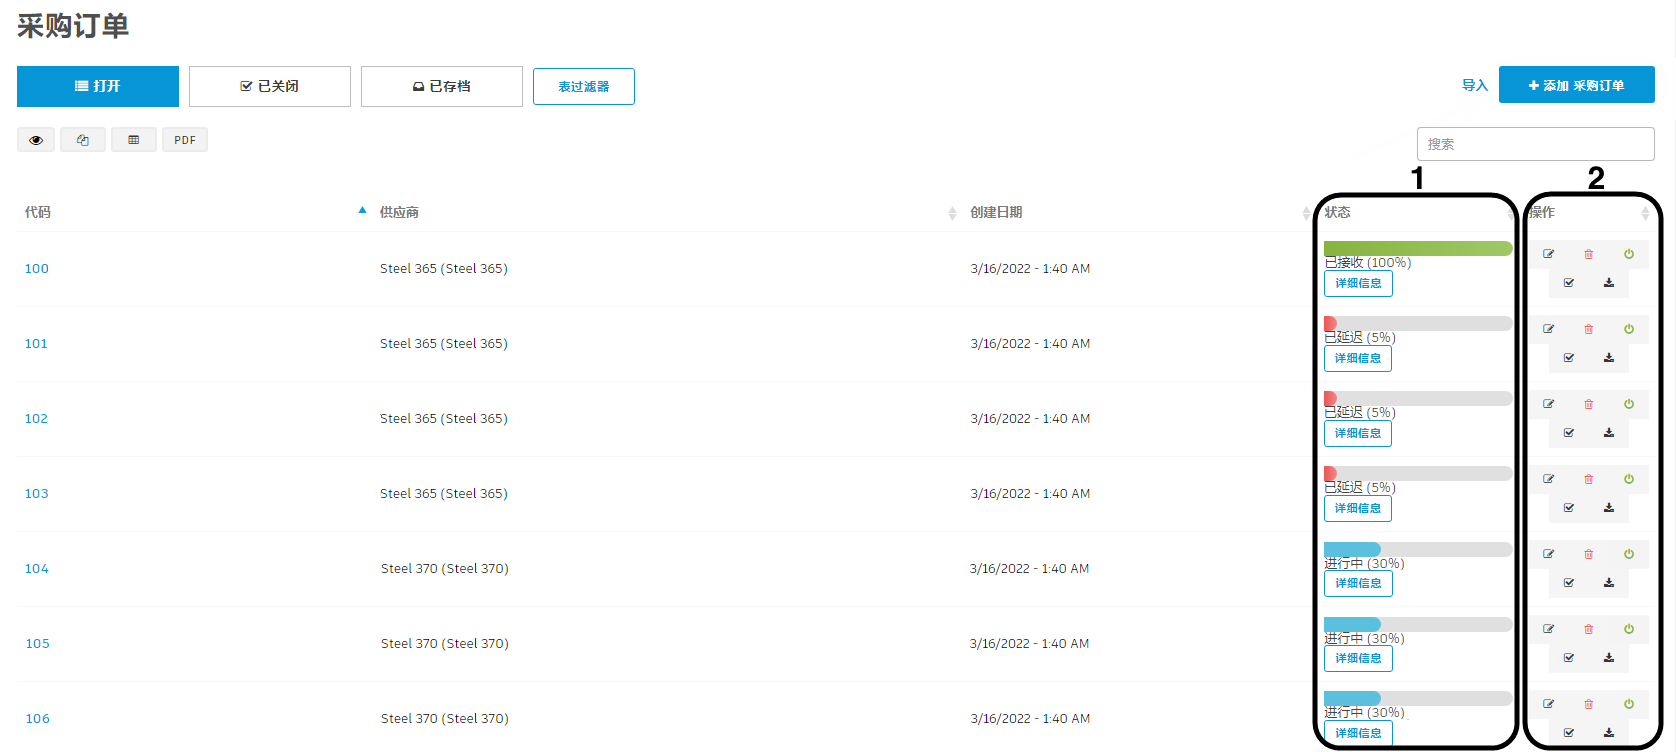 采购订单
打开 已关闭 已存档 表过滤器 导入 添加 采购订单
PDF 搜索
1 2
代码 供应商 创建日期 状态 操作
100 Steel 365 (Steel 365) 3/16/2022 - 1:40 AM 已接收 (100%)
详细信息
101 Steel 365 (Steel 365) 3/16/2022 - 1:40 AM 已延迟 (5%)
详细信息
102 Steel 365 (Steel 365) 3/16/2022 - 1:40 AM 已延迟 (5%)
详细信息
103 Steel 365 (Steel 365) 3/16/2022 - 1:40 AM 已延迟 (5%)
详细信息
104 Steel 370 (Steel 370) 3/16/2022 - 1:40 AM 进行中 (30%)
详细信息
105 Steel 370 (Steel 370) 3/16/2022 - 1:40 AM 进行中 (30%)
详细信息
106 Steel 370 (Steel 370) 3/16/2022 - 1:40 AM 进行中 (30%)
详细信息